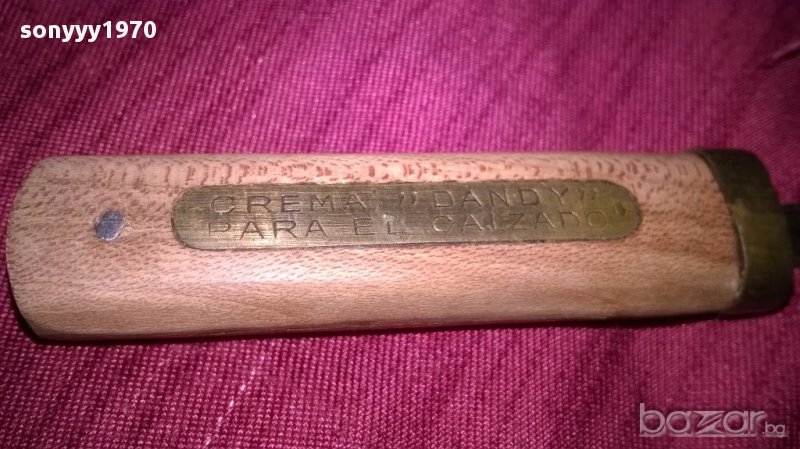 sonyyy1970
CREMA "DANDY"
PARA EL CALZADO"
bazar.bg